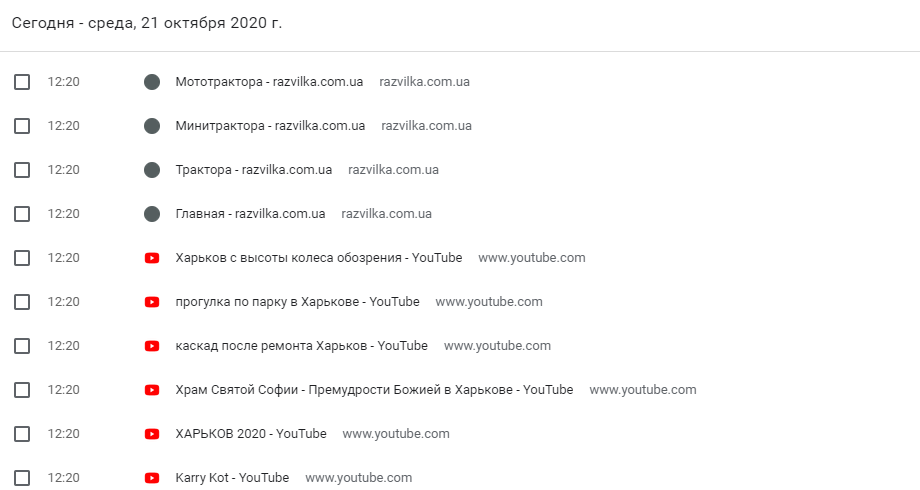 Сегодня - среда, 21 октября 2020 г.
12:20 Мототрактора - razvilka.com.ua razvilka.com.ua
12:20 Минитрактора - razvilka.com.ua razvilka.com.ua
12:20 Трактора - razvilka.com.ua razvilka.com.ua
12:20 Главная - razvilka.com.ua razvilka.com.ua
12:20 Харьков с высоты колеса обозрения - YouTube www.youtube.com
12:20 прогулка по парку в Харькове - YouTube www.youtube.com
12:20 каскад после ремонта Харьков - YouTube www.youtube.com
12:20 Храм Святой Софии - Премудрости Божией в Харькове - YouTube www.youtube.com
12:20 ХАРЬКОВ 2020 - YouTube www.youtube.com
12:20 Karry Kot - YouTube www.youtube.com